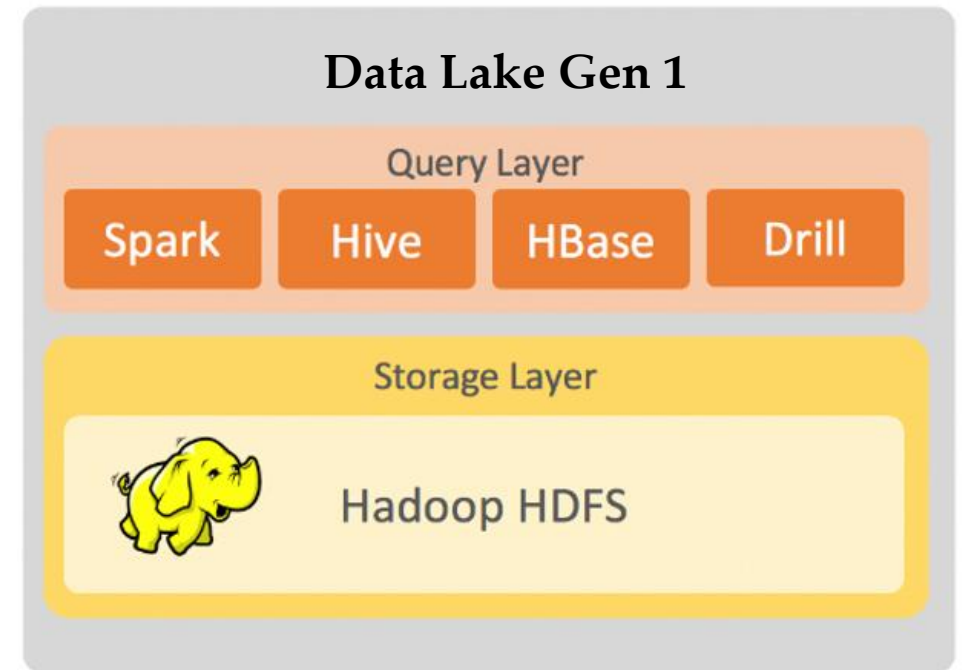 Data Lake Gen 1
Query Layer
Spark Hive HBase Drill
Storage Layer
Hadoop HDFS